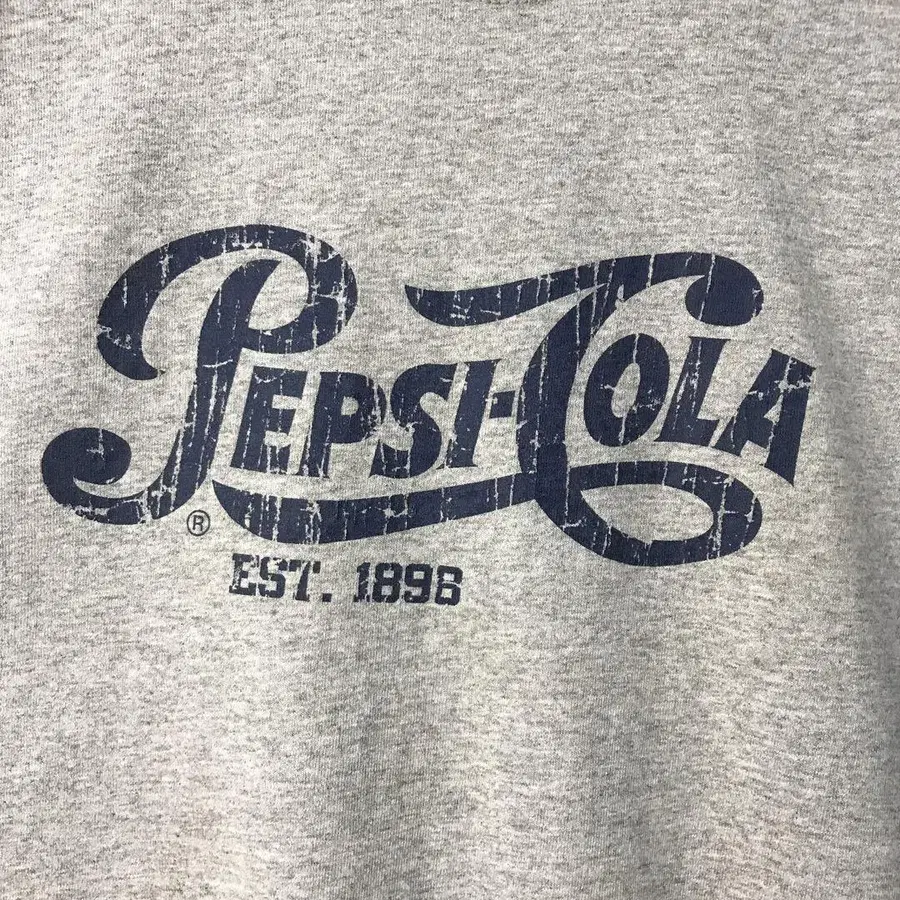 PEPSI-COLA
®
EST. 1898